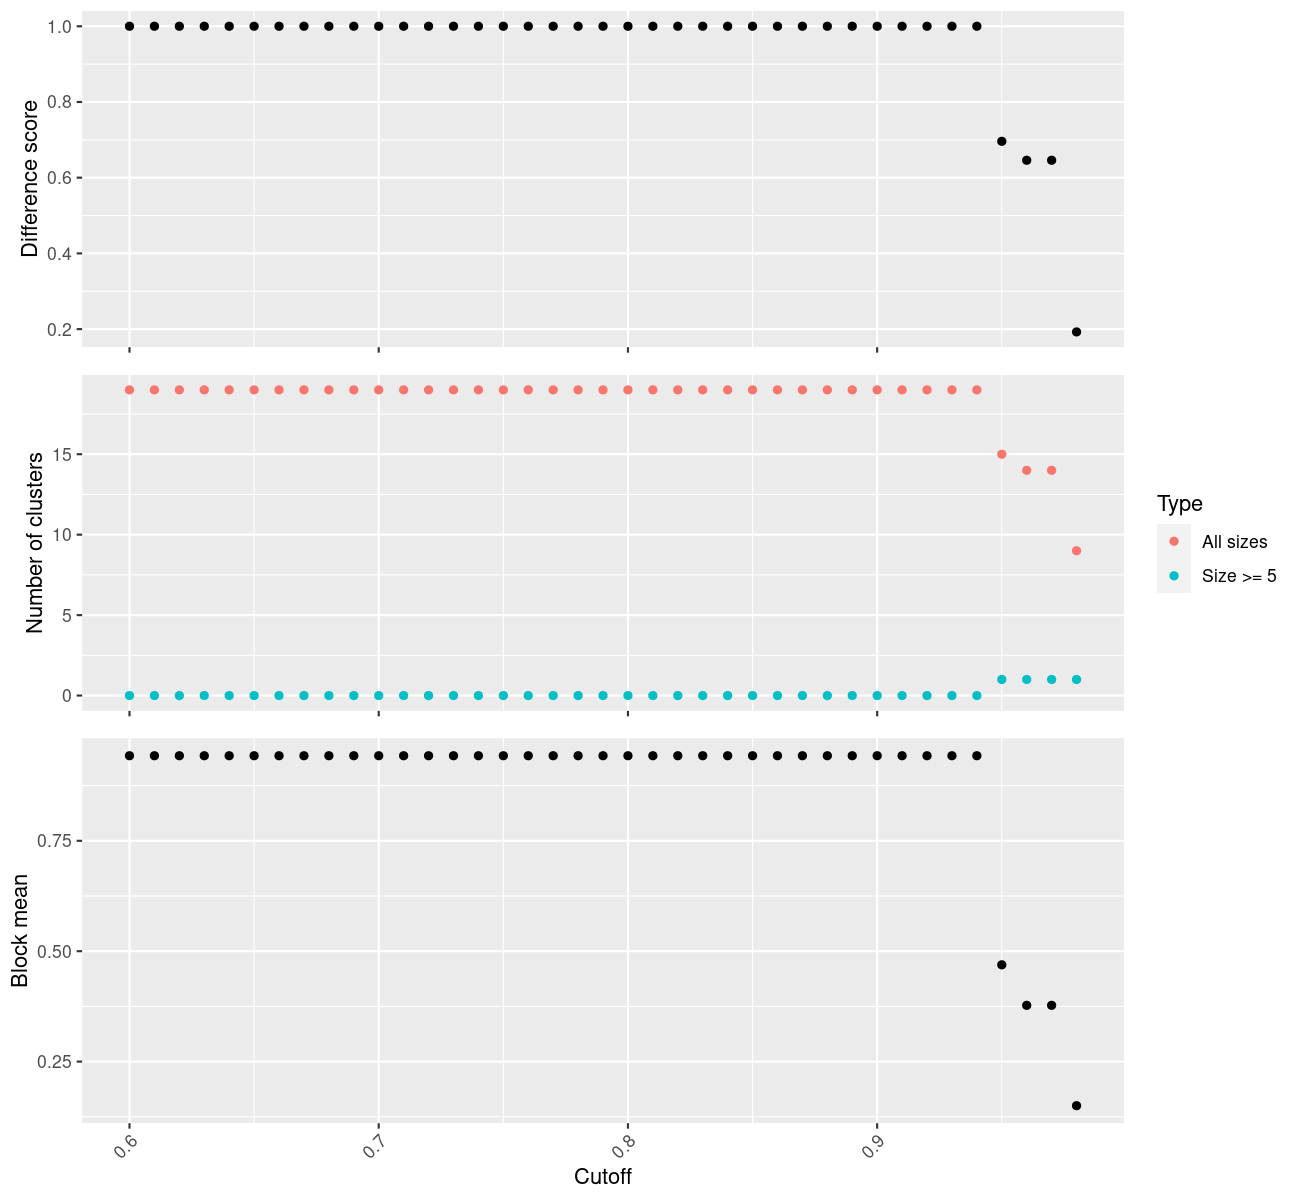 1.0
0.8
0.6
0.4
0.2
Difference score
15
10
5
0
Number of clusters
Type
All sizes
Size >= 5
0.75
0.50
0.25
Block mean
0.6 0.7 0.8 0.9
Cutoff